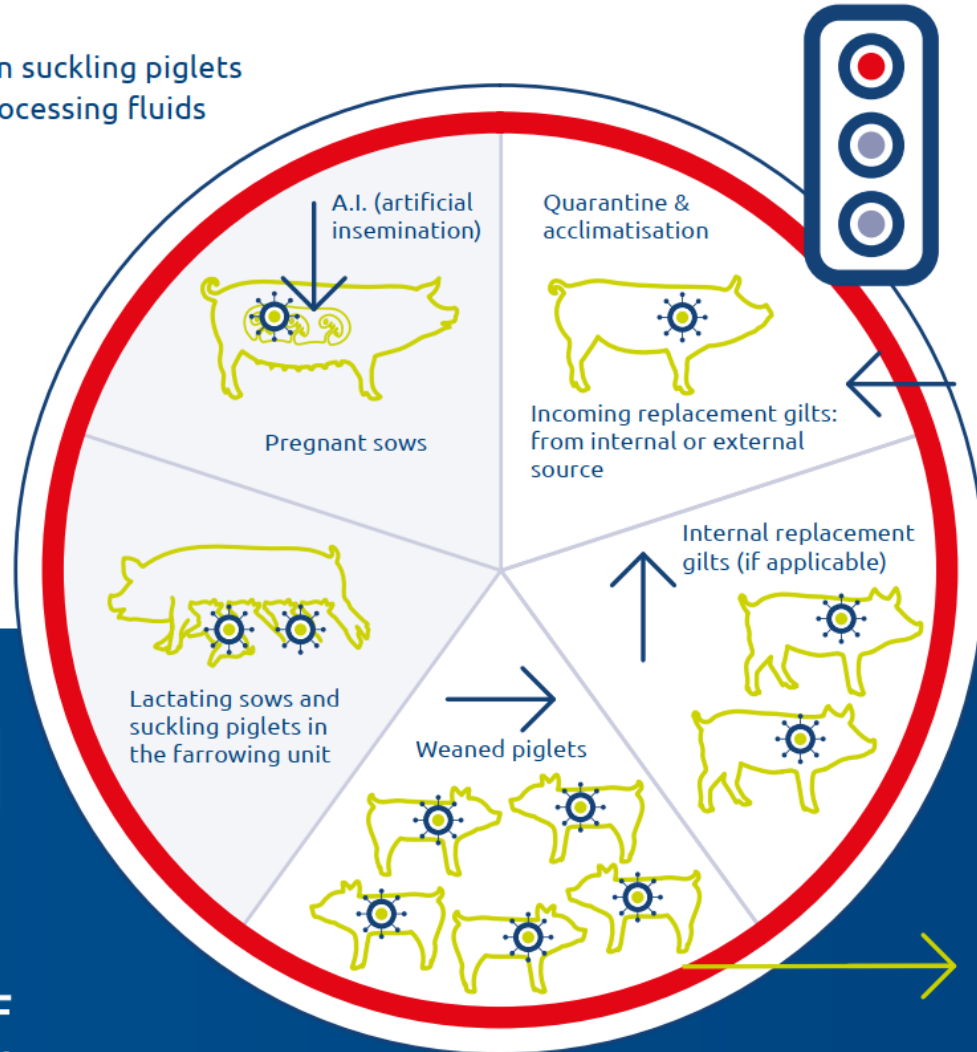 n suckling piglets
ocessing fluids
A.I. (artificial
insemination)
Quarantine &
acclimatisation
Pregnant sows
Incoming replacement gilts:
from internal or external
source
Internal replacement
gilts (if applicable)
Lactating sows and
suckling piglets in
the farrowing unit
Weaned piglets
F